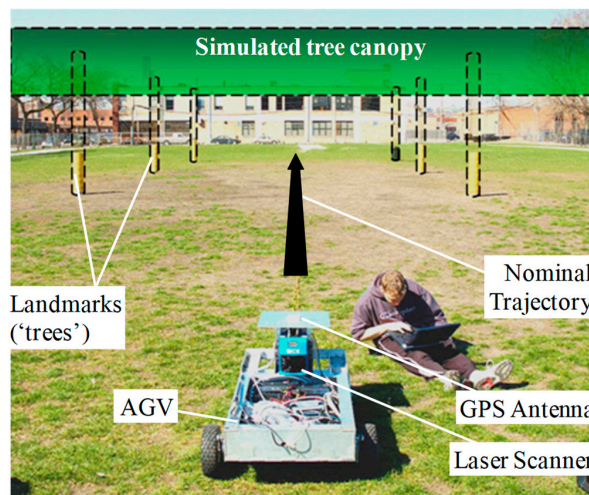 Simulated tree canopy
Landmarks
(‘trees’)
Nominal
Trajectory
AGV
GPS Antenna
Laser Scanner